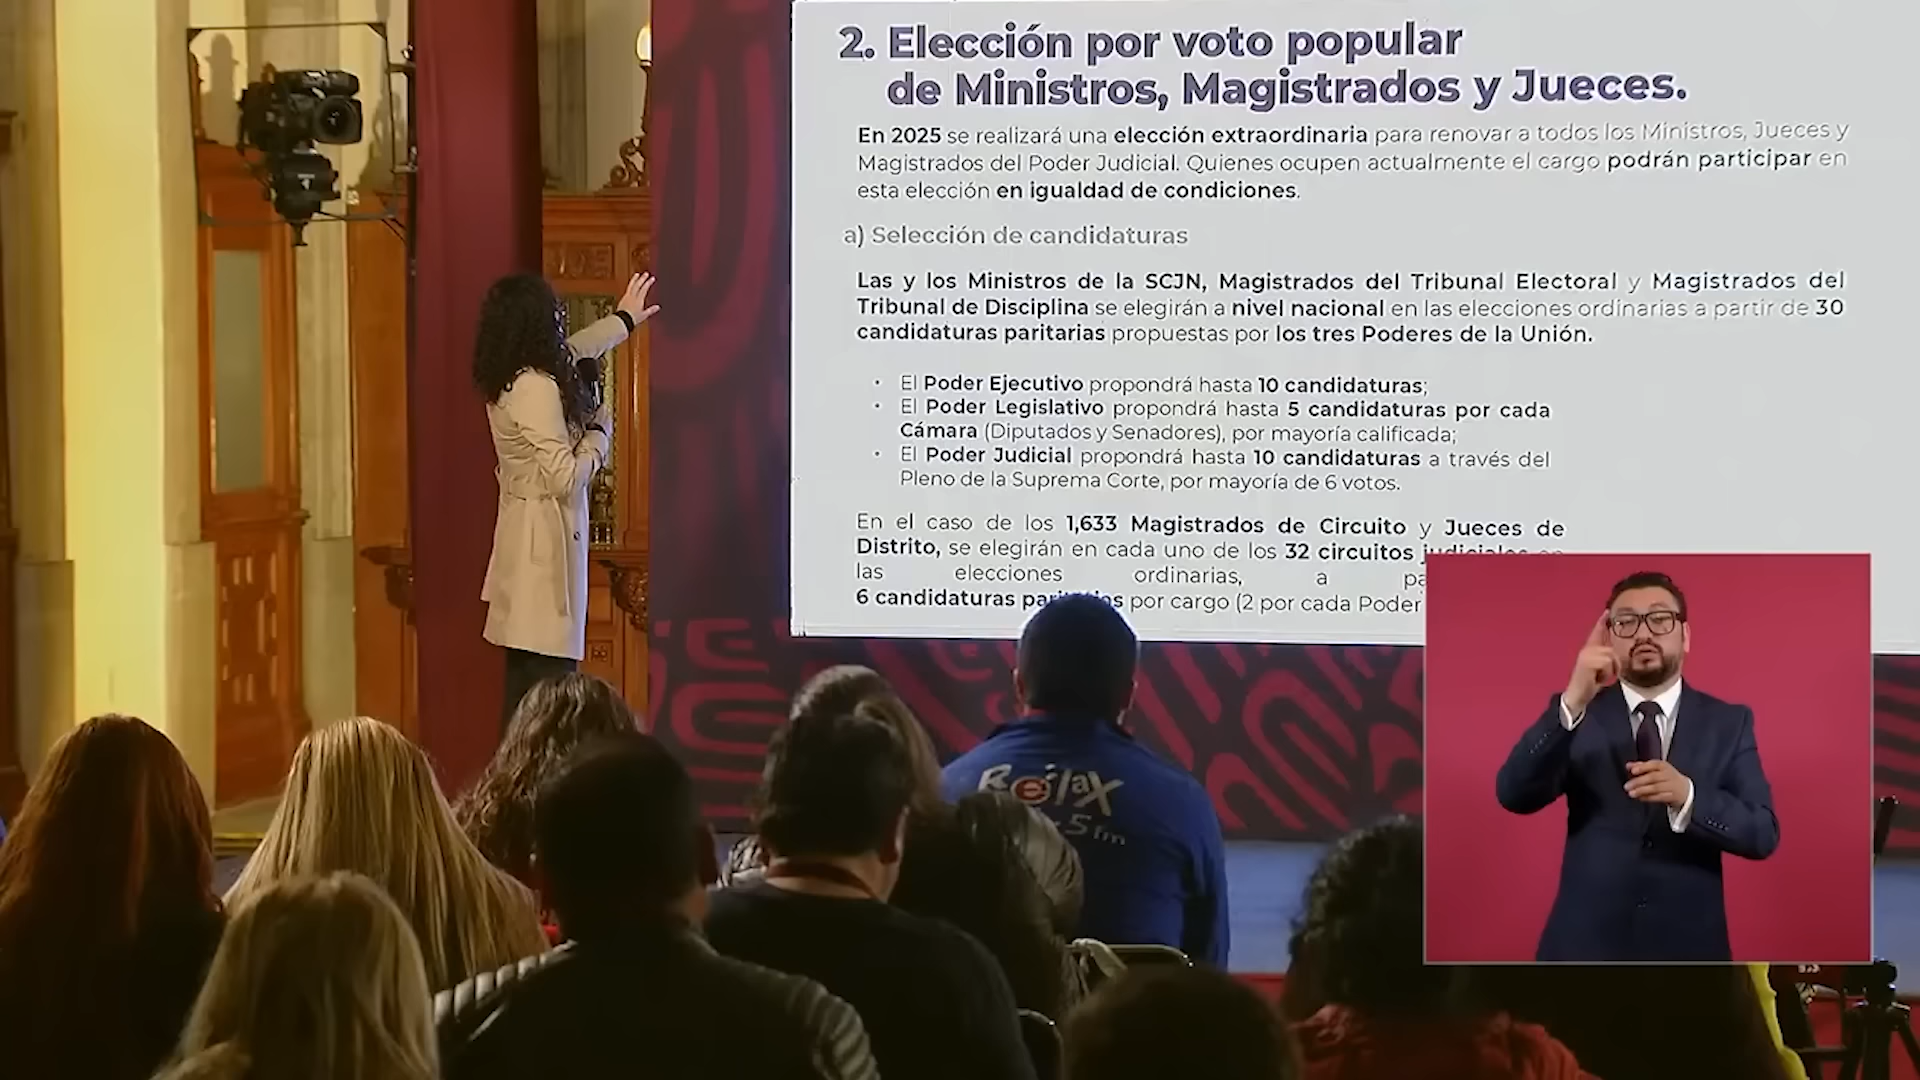 2. Elección por voto popular
de Ministros, Magistrados y Jueces.
En 2025 se realizará una elección extraordinaria para renovar a todos los Ministros, Jueces y
Magistrados del Poder Judicial. Quienes ocupen actualmente el cargo podrán participar en
esta elección en igualdad de condiciones.
a) Selección de candidaturas
Las y los Ministros de la SCJN, Magistrados del Tribunal Electoral y Magistrados del
Tribunal de Disciplina se elegirán a nivel nacional en las elecciones ordinarias a partir de 30
candidaturas paritarias propuestas por los tres Poderes de la Unión.
• El Poder Ejecutivo propondrá hasta 10 candidaturas;
• El Poder Legislativo propondrá hasta 5 candidaturas por cada
Cámara (Diputados y Senadores), por mayoría calificada;
• El Poder Judicial propondrá hasta 10 candidaturas a través del
Pleno de la Suprema Corte, por mayoría de 6 votos.
En el caso de los 1,633 Magistrados de Circuito y Jueces de
Distrito, se elegirán en cada uno de los 32 circuitos judiciales en
las elecciones ordinarias, a
6 candidaturas paritarias por cargo (2 por cada Poder
Reflax
5 fm